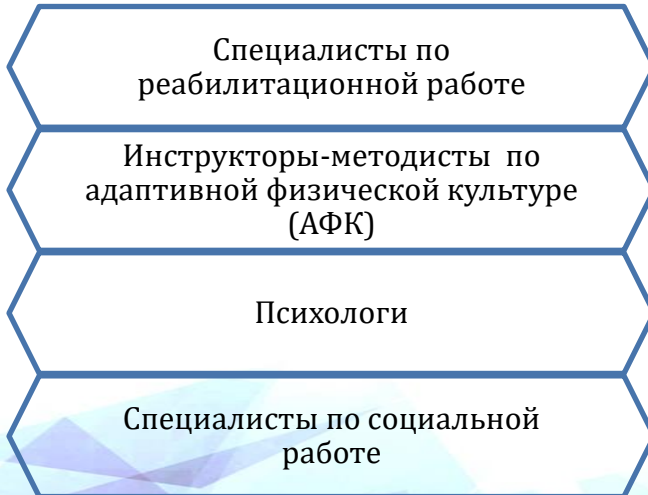 Специалисты по
реабилитационной работе
Инструкторы-методисты по
адаптивной физической культуре
(АФК)
Психологи
Специалисты по социальной
работе